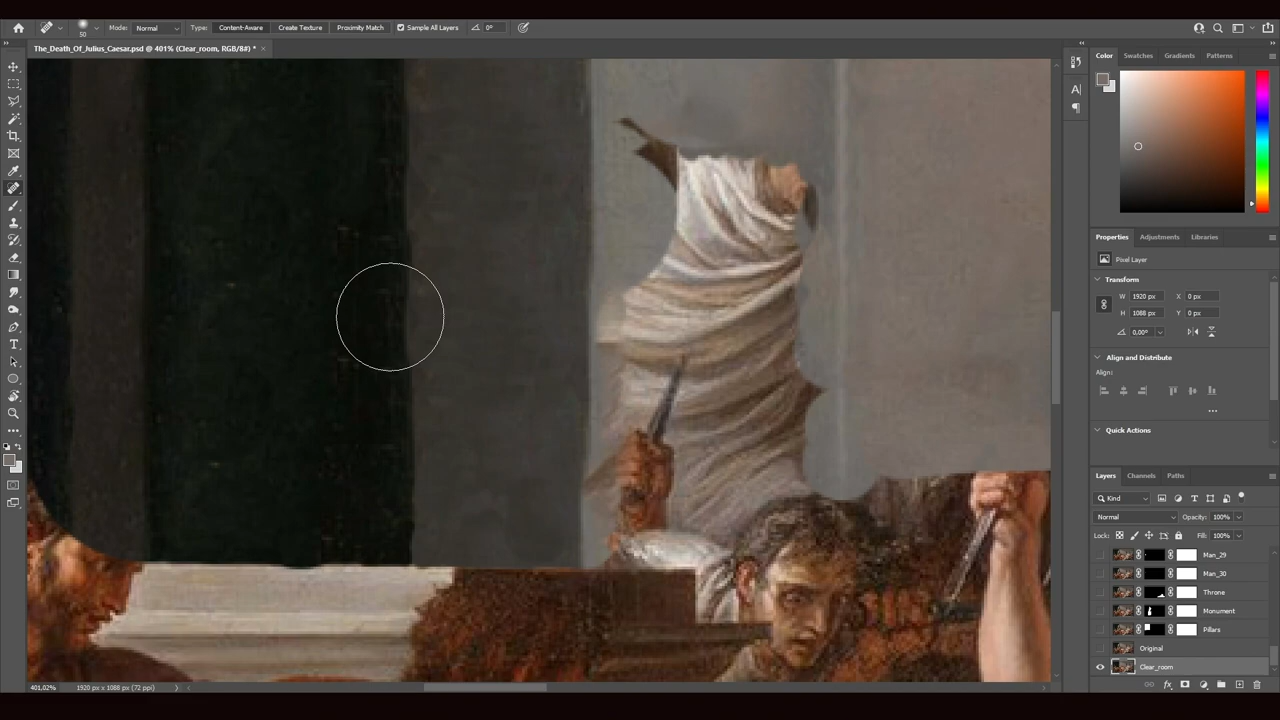 50 Mode: Normal Type: Content-Aware Create Texture Proximity Match Sample All Layers 0°
The_Death_Of_Julius_Caesar.psd @ 401% (Clear_room, RGB/8#) * ×
Color Swatches Gradients Patterns
Properties Adjustments Libraries
Pixel Layer
Transform
W 1920 px X 0 px
H 1088 px Y 0 px
0,00°
Align and Distribute
Align:
Quick Actions
Layers Channels Paths
Kind
Normal Opacity: 100%
Lock: Fill: 100%
Man_29
Man_30
Throne
Monument
Pillars
Original
Clear_room
401,02% 1920 px x 1088 px (72 ppi)